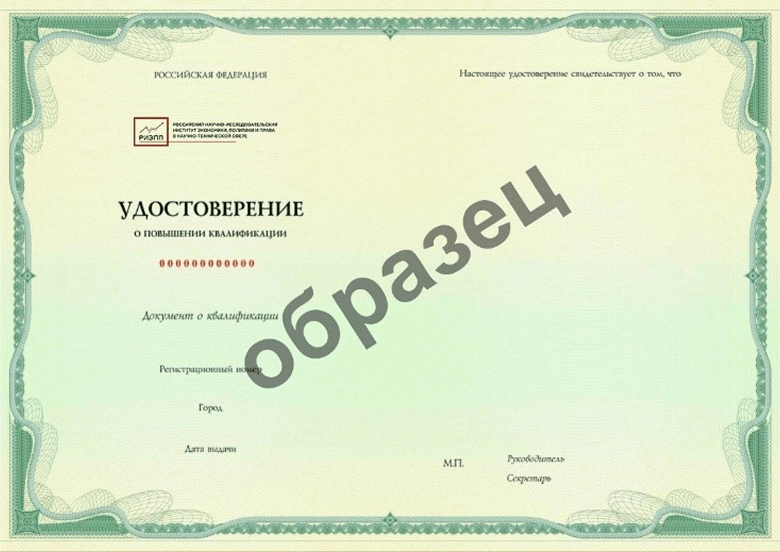 РОССИЙСКАЯ ФЕДЕРАЦИЯ
РИЭПП
РОССИЙСКИЙ НАУЧНО-ИССЛЕДОВАТЕЛЬСКИЙ
ИНСТИТУТ ЭКОНОМИКИ, ПОЛИТИКИ И ПРАВА
В НАУЧНО-ТЕХНИЧЕСКОЙ СФЕРЕ
УДОСТОВЕРЕНИЕ
О ПОВЫШЕНИИ КВАЛИФИКАЦИИ
000000000000
Документ о квалификации
Регистрационный номер
Город
Дата выдачи
Настоящее удостоверение свидетельствует о том, что
образец
М.П.
Руководитель
Секретарь